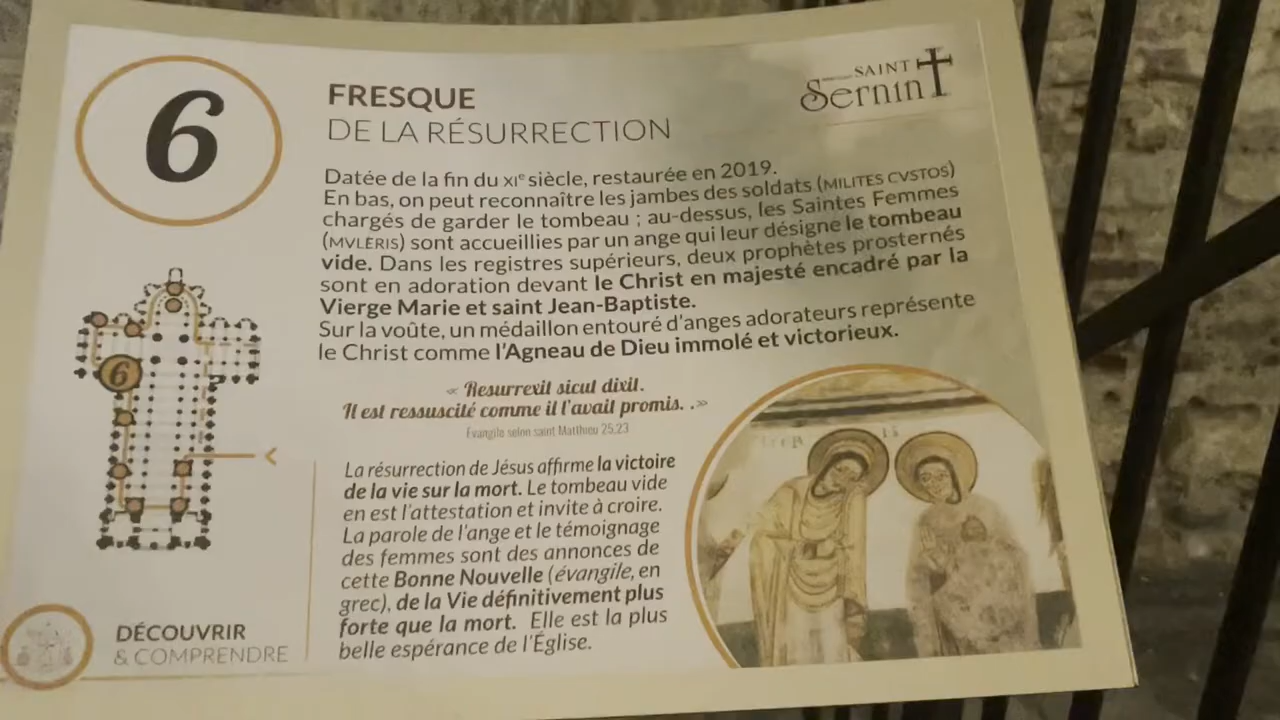 6
FRESQUE
DE LA RÉSURRECTION
SAINT
Sernin
Datée de la fin du XIe siècle, restaurée en 2019.
En bas, on peut reconnaître les jambes des soldats (MILITES CVSTOS)
chargés de garder le tombeau ; au-dessus, les Saintes Femmes
(MVLERIS) sont accueillies par un ange qui leur désigne le tombeau
vide. Dans les registres supérieurs, deux prophètes prosternés
sont en adoration devant le Christ en majesté encadré par la
Vierge Marie et saint Jean-Baptiste.
Sur la voûte, un médaillon entouré d'anges adorateurs représente
le Christ comme l'Agneau de Dieu immolé et victorieux.
« Resurrexit sicut dixit.
Il est ressuscité comme il l'avait promis. . »
Evangile selon saint Matthieu 25,23
6
La résurrection de Jésus affirme la victoire
de la vie sur la mort. Le tombeau vide
en est l'attestation et invite à croire.
La parole de l'ange et le témoignage
des femmes sont des annonces de
cette Bonne Nouvelle (évangile, en
grec), de la Vie définitivement plus
forte que la mort. Elle est la plus
belle espérance de l'Église.
DÉCOUVRIR
& COMPRENDRE